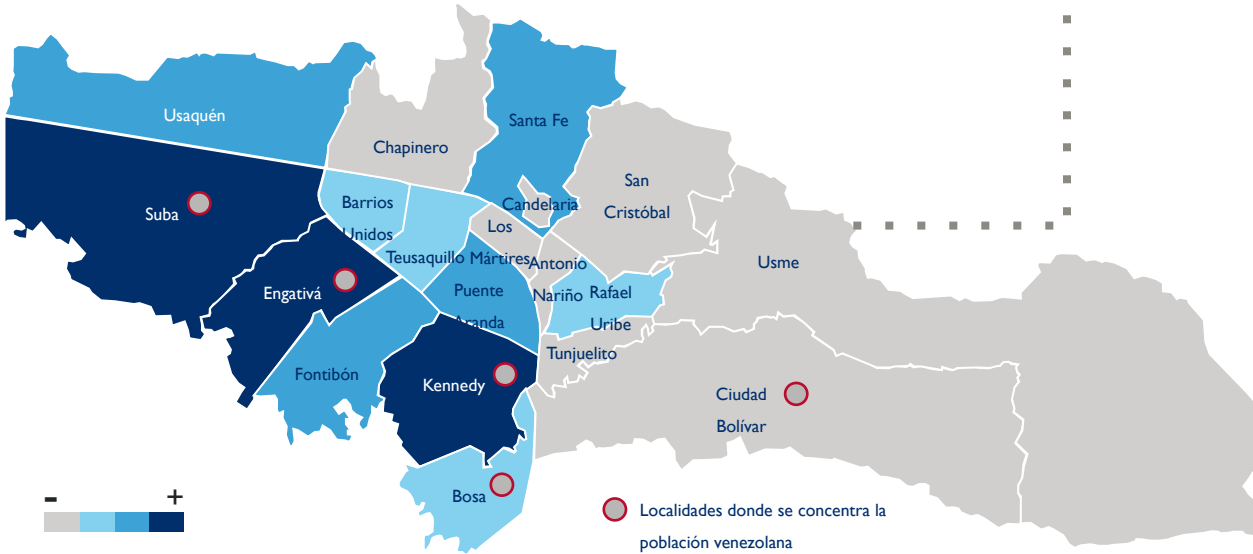 Usaquén
Santa Fe
Chapinero
San
Cristóbal
Suba
Barrios
Unidos
Candelaria
Los
Mártires
Teusaquillo
Antonio
Nariño
Usme
Engativá
Puente
Aranda
Rafael
Uribe
Tunjuelito
Fontibón
Kennedy
Ciudad
Bolívar
Bosa
- +
Localidades donde se concentra la
población venezolana